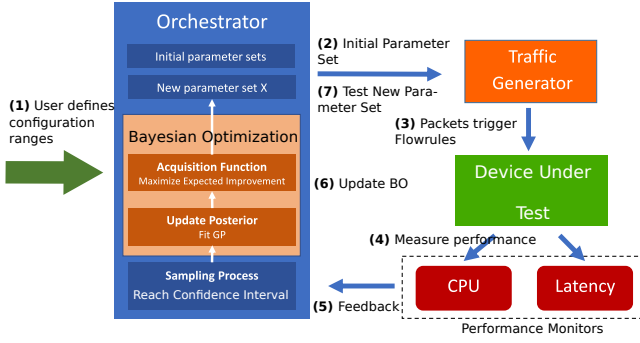 Orchestrator
Initial parameter sets
New parameter set X
(1) User defines
configuration
ranges
Bayesian Optimization
Acquisition Function
Maximize Expected Improvement
Update Posterior
Fit GP
Sampling Process
Reach Confidence Interval
(2) Initial Parameter
Set
(7) Test New Para-
meter Set
Traffic
Generator
(3) Packets trigger
Flowrules
(6) Update BO
Device Under
Test
(4) Measure performance
CPU
Latency
(5) Feedback
Performance Monitors